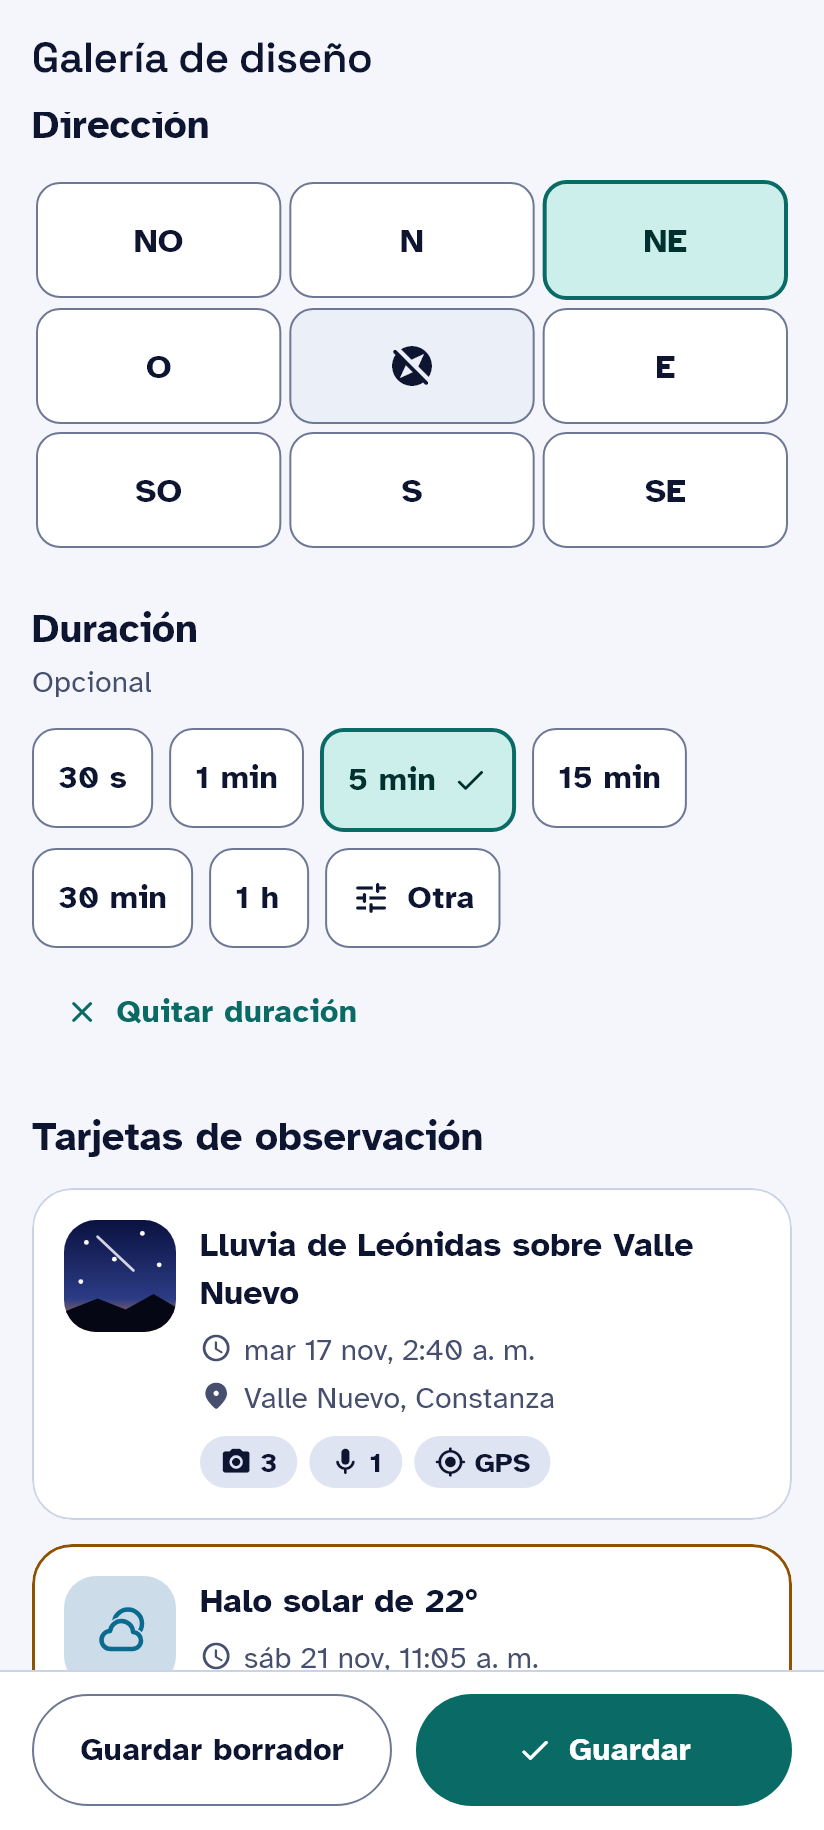 Galería de diseño
Dirección
NO
N
NE
O
E
SO
S
SE
Duración
Opcional
30 s
1 min
5 min
15 min
30 min
1 h
Otra
Quitar duración
Tarjetas de observación
Lluvia de Leónidas sobre Valle
Nuevo
mar 17 nov, 2:40 a. m.
Valle Nuevo, Constanza
3
1
GPS
Halo solar de 22°
sáb 21 nov, 11:05 a. m.
Guardar borrador
Guardar